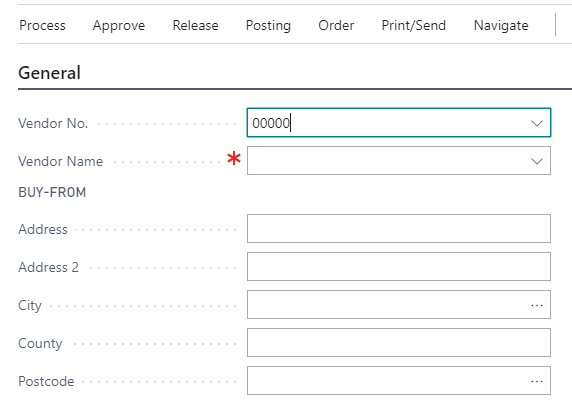 Process Approve Release Posting Order Print/Send Navigate
General
Vendor No. 00000
Vendor Name *
BUY-FROM
Address
Address 2
City ...
County
Postcode ...